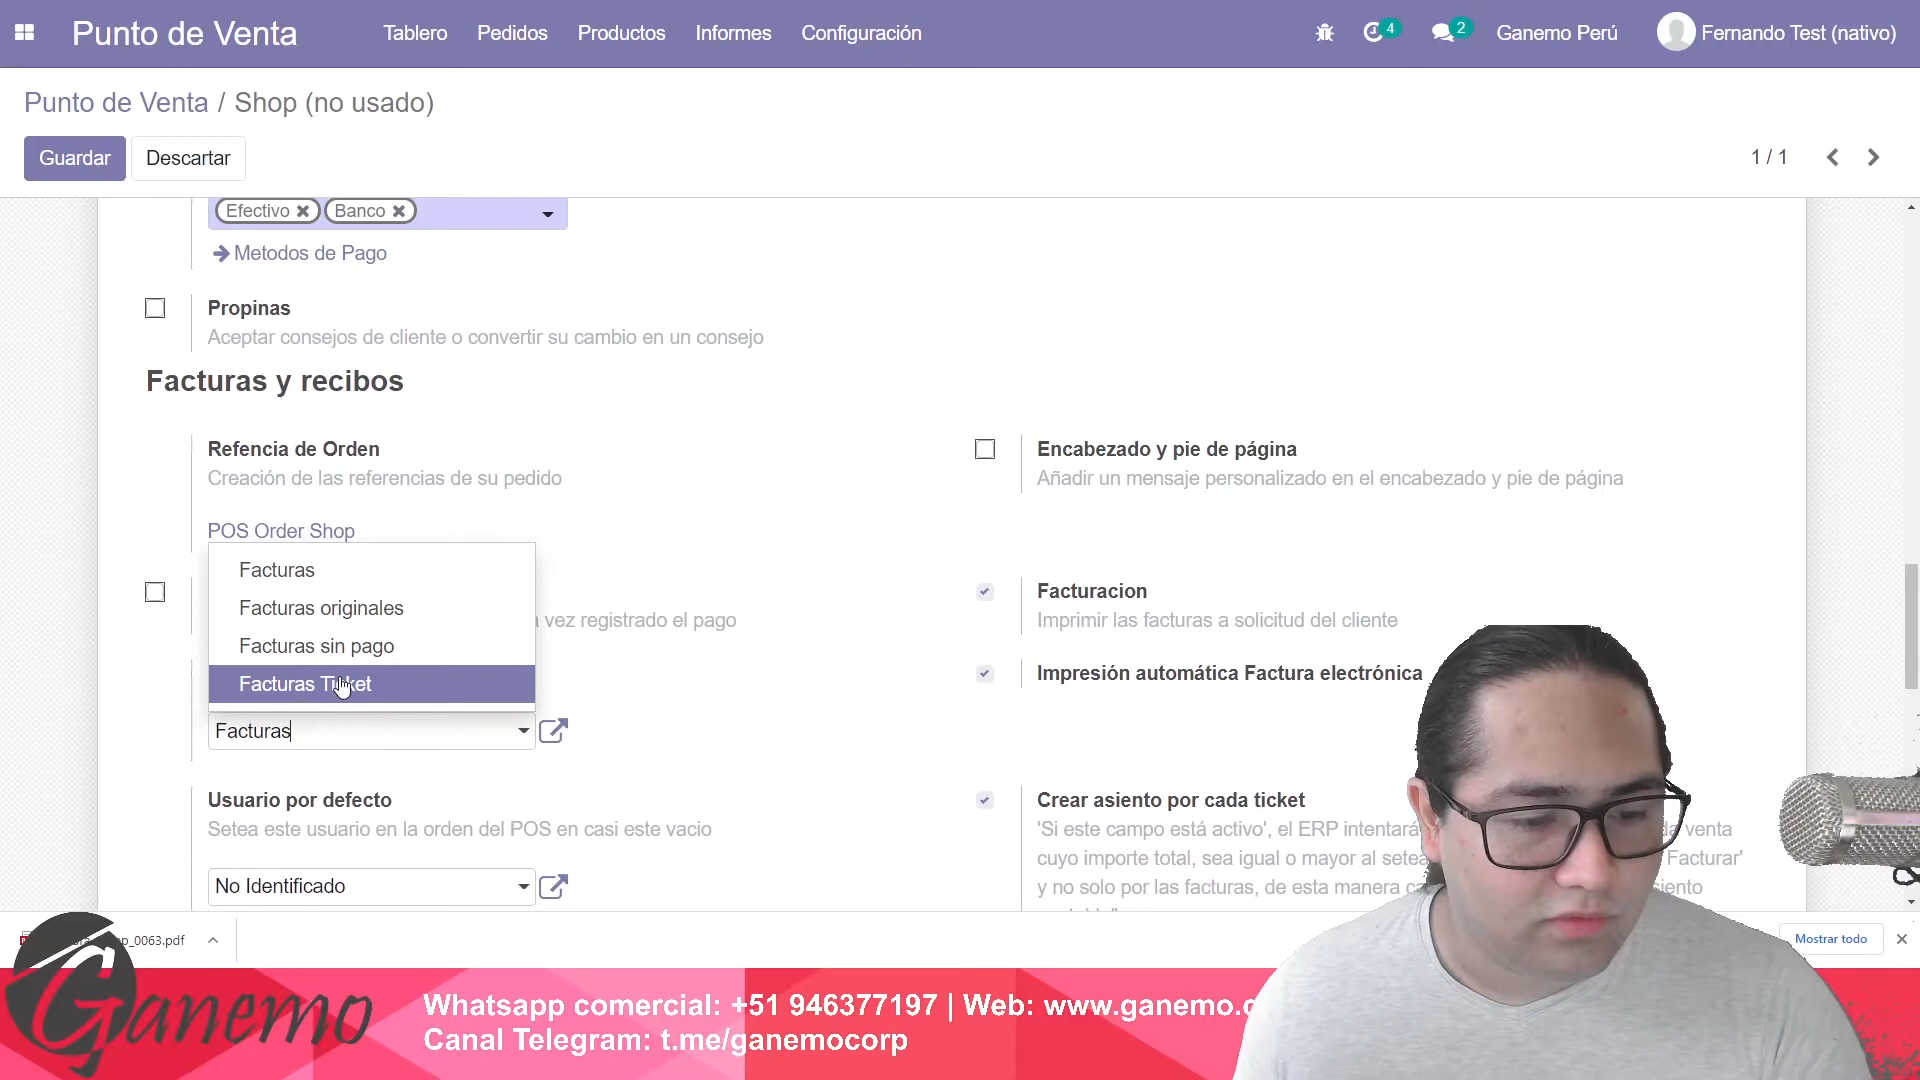 Punto de Venta
Tablero
Pedidos
Productos
Informes
Configuración
4
2
Ganemo Perú
Fernando Test (nativo)
Punto de Venta / Shop (no usado)
Guardar
Descartar
1 / 1
Efectivo
Banco
Metodos de Pago
Propinas
Aceptar consejos de cliente o convertir su cambio en un consejo
Facturas y recibos
Refencia de Orden
Creación de las referencias de su pedido
Encabezado y pie de página
Añadir un mensaje personalizado en el encabezado y pie de página
POS Order Shop
Facturas
Facturas originales
Facturas sin pago
Facturas Ticket
vez registrado el pago
Facturacion
Imprimir las facturas a solicitud del cliente
Impresión automática Factura electrónica
Facturas
Usuario por defecto
Setea este usuario en la orden del POS en casi este vacio
No Identificado
Crear asiento por cada ticket
'Si este campo está activo', el ERP intentará venta
cuyo importe total, sea igual o mayor al setea Facturar'
y no solo por las facturas, de esta manera
_0063.pdf
Mostrar todo
Ganemo
Whatsapp comercial: +51 946377197 | Web: www.ganemo.c
Canal Telegram: t.me/ganemocorp